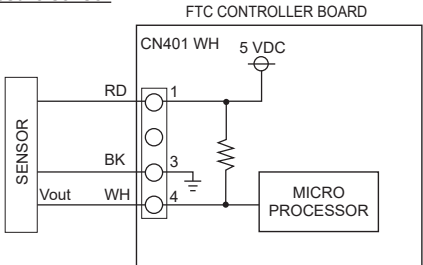 FTC CONTROLLER BOARD
CN401 WH
5 VDC
RD
1
SENSOR
BK
3
Vout
WH
4
MICRO
PROCESSOR